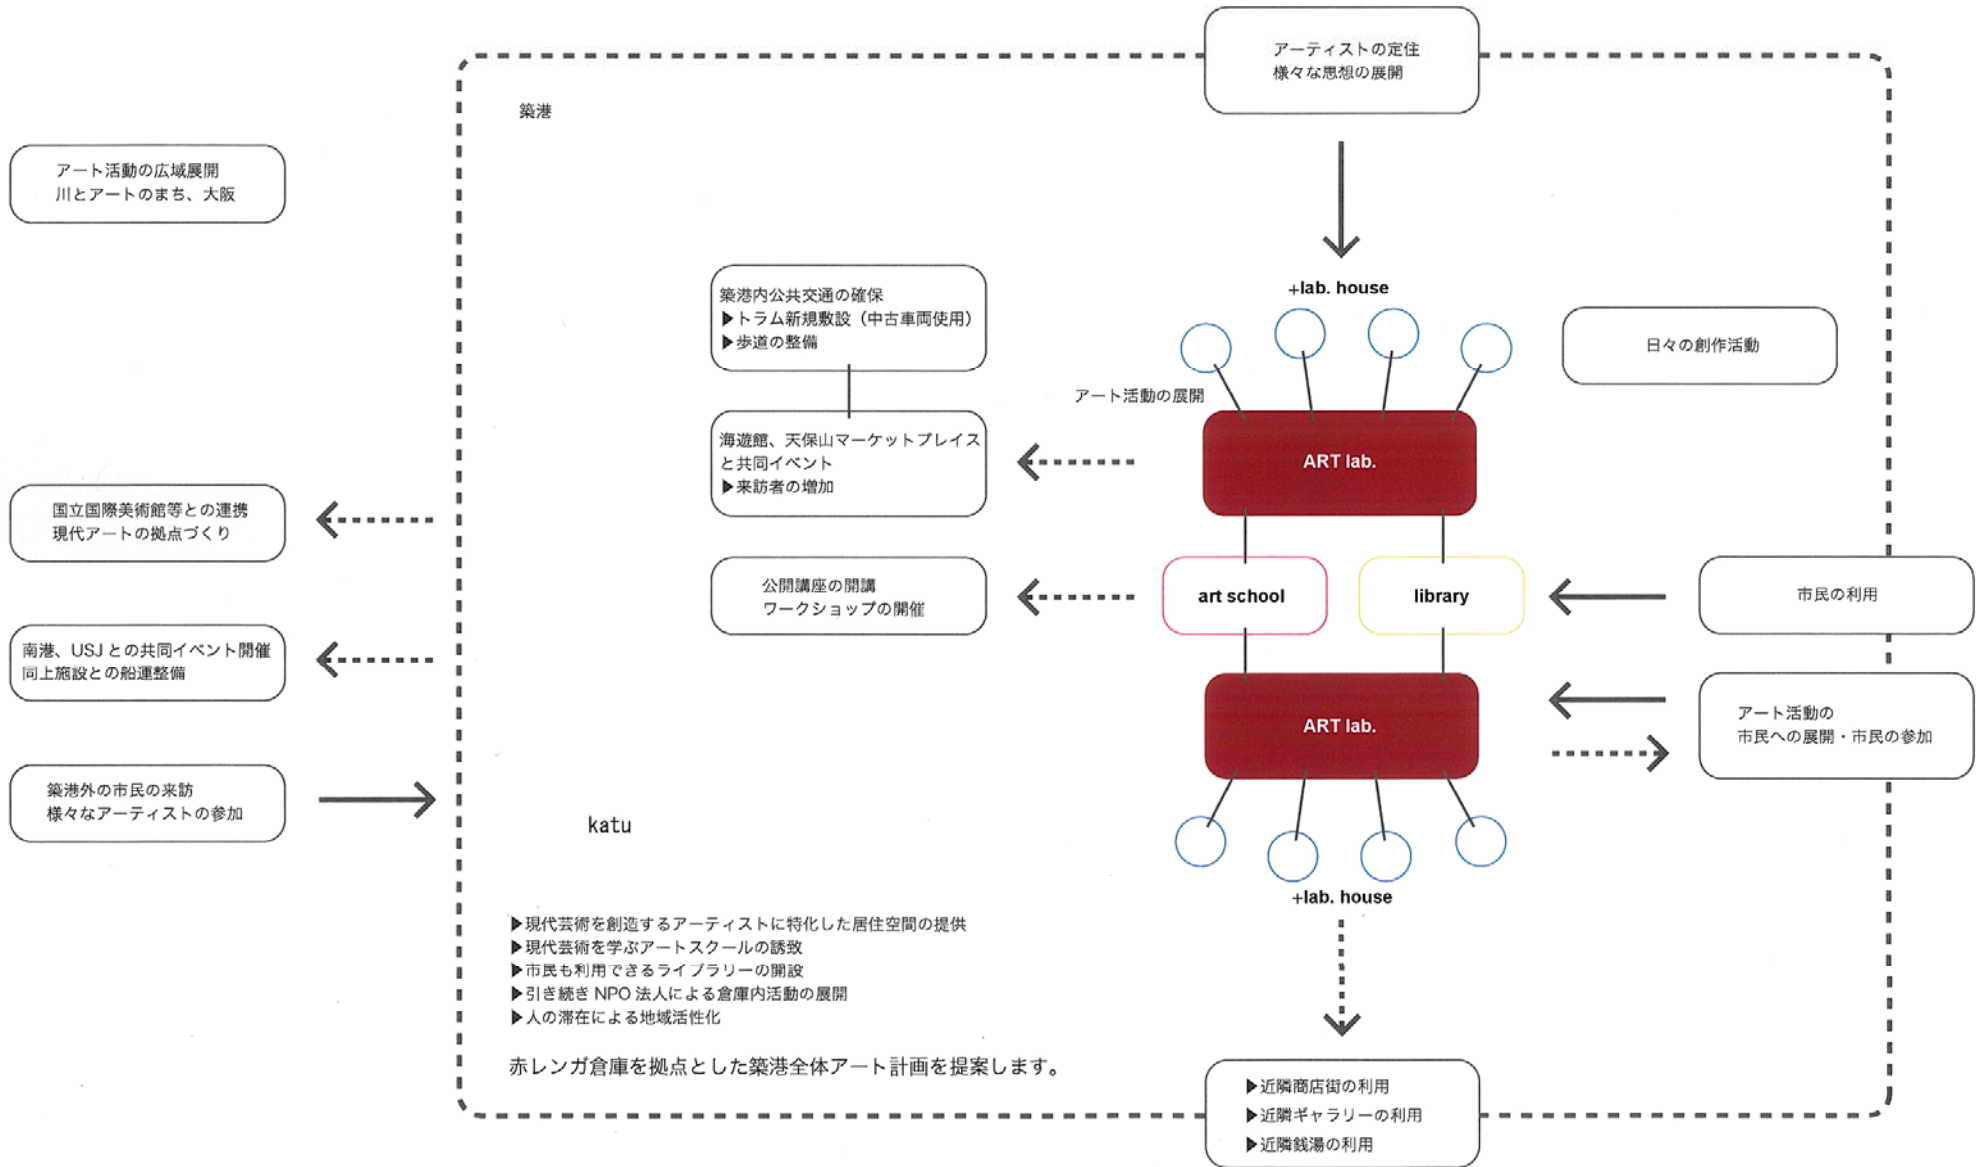 アーティストの定住
様々な思想の展開
築港
アート活動の広域展開
川とアートのまち、大阪
築港内公共交通の確保
▶トラム新規敷設（中古車両使用）
▶歩道の整備
+lab. house
日々の創作活動
アート活動の展開
海遊館、天保山マーケットプレイス
と共同イベント
▶来訪者の増加
ART lab.
国立国際美術館等との連携
現代アートの拠点づくり
公開講座の開講
ワークショップの開催
art school
library
市民の利用
南港、USJ との共同イベント開催
同上施設との船運整備
ART lab.
アート活動の
市民への展開・市民の参加
築港外の市民の来訪
様々なアーティストの参加
katu
+lab. house
▶現代芸術を創造するアーティストに特化した居住空間の提供
▶現代芸術を学ぶアートスクールの誘致
▶市民も利用できるライブラリーの開設
▶引き続き NPO 法人による倉庫内活動の展開
▶人の滞在による地域活性化
赤レンガ倉庫を拠点とした築港全体アート計画を提案します。
▶近隣商店街の利用
▶近隣ギャラリーの利用
▶近隣銭湯の利用